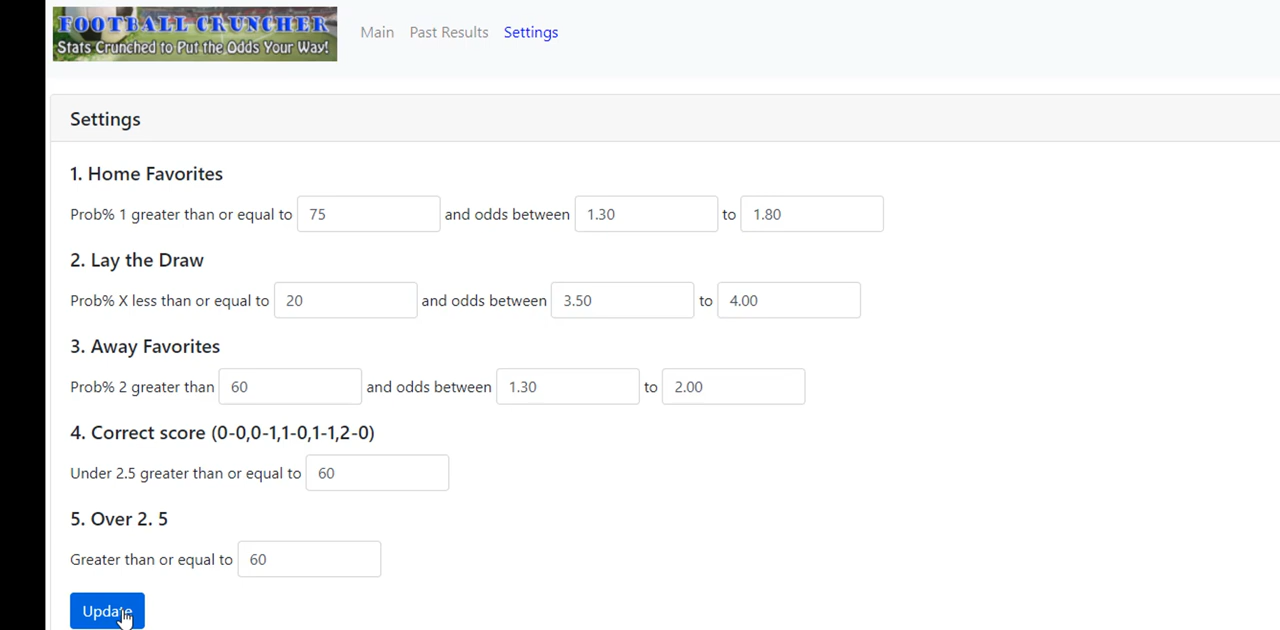 FOOTBALL CRUNCHER
Stats Crunched to Put the Odds Your Way!
Main Past Results Settings
Settings
1. Home Favorites
Prob% 1 greater than or equal to 75 and odds between 1.30 to 1.80
2. Lay the Draw
Prob% X less than or equal to 20 and odds between 3.50 to 4.00
3. Away Favorites
Prob% 2 greater than 60 and odds between 1.30 to 2.00
4. Correct score (0-0,0-1,1-0,1-1,2-0)
Under 2.5 greater than or equal to 60
5. Over 2. 5
Greater than or equal to 60
Update